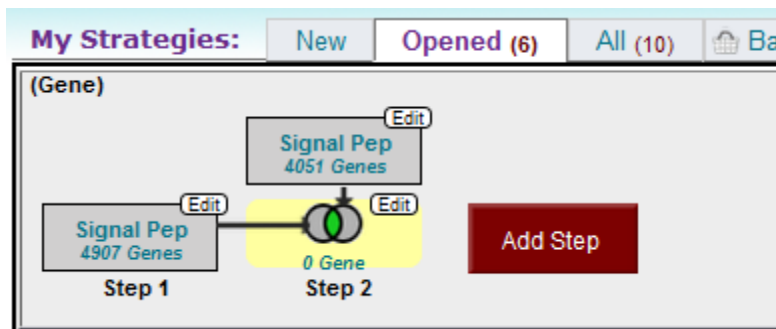 My Strategies: New Opened (6) All (10)
(Gene)
Edit
Signal Pep
4051 Genes
Edit
Edit
Signal Pep
4907 Genes
Add Step
0 Gene
Step 1
Step 2